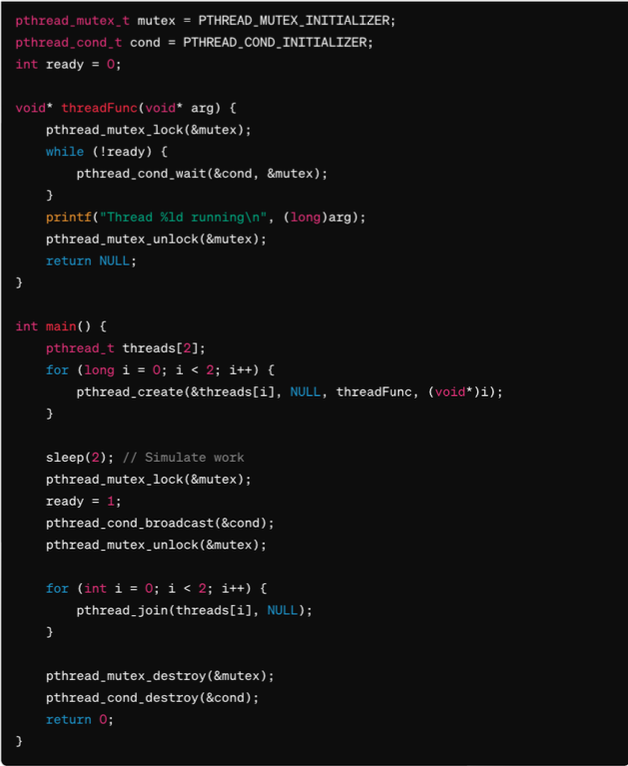 pthread_mutex_t mutex = PTHREAD_MUTEX_INITIALIZER;
pthread_cond_t cond = PTHREAD_COND_INITIALIZER;
int ready = 0;

void* threadFunc(void* arg) {
    pthread_mutex_lock(&mutex);
    while (!ready) {
        pthread_cond_wait(&cond, &mutex);
    }
    printf("Thread %ld running\n", (long)arg);
    pthread_mutex_unlock(&mutex);
    return NULL;
}

int main() {
    pthread_t threads[2];
    for (long i = 0; i < 2; i++) {
        pthread_create(&threads[i], NULL, threadFunc, (void*)i);
    }

    sleep(2); // Simulate work
    pthread_mutex_lock(&mutex);
    ready = 1;
    pthread_cond_broadcast(&cond);
    pthread_mutex_unlock(&mutex);

    for (int i = 0; i < 2; i++) {
        pthread_join(threads[i], NULL);
    }

    pthread_mutex_destroy(&mutex);
    pthread_cond_destroy(&cond);
    return 0;
}